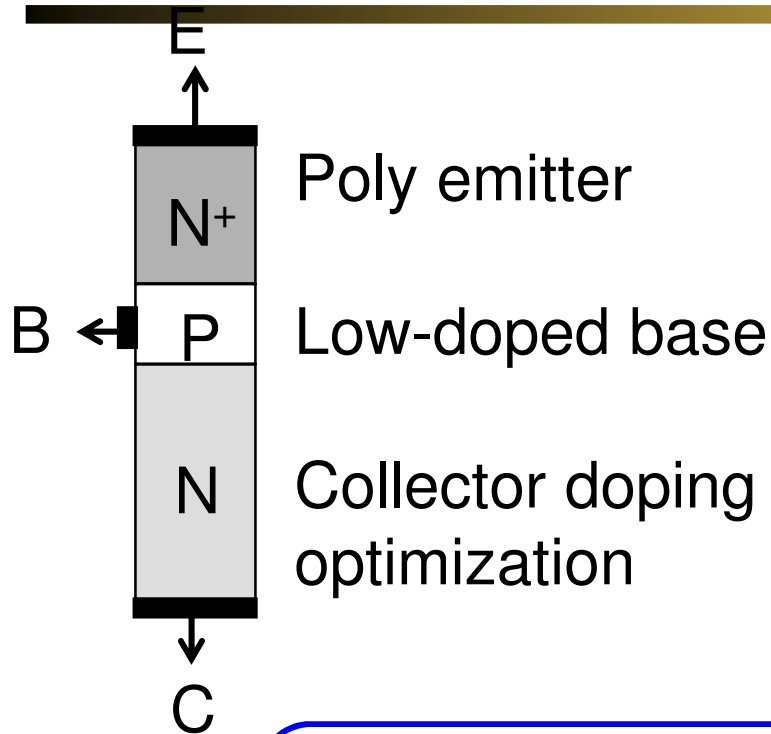 E
Poly emitter
N⁺
B
P
Low-doped base
N
Collector doping
optimization
C